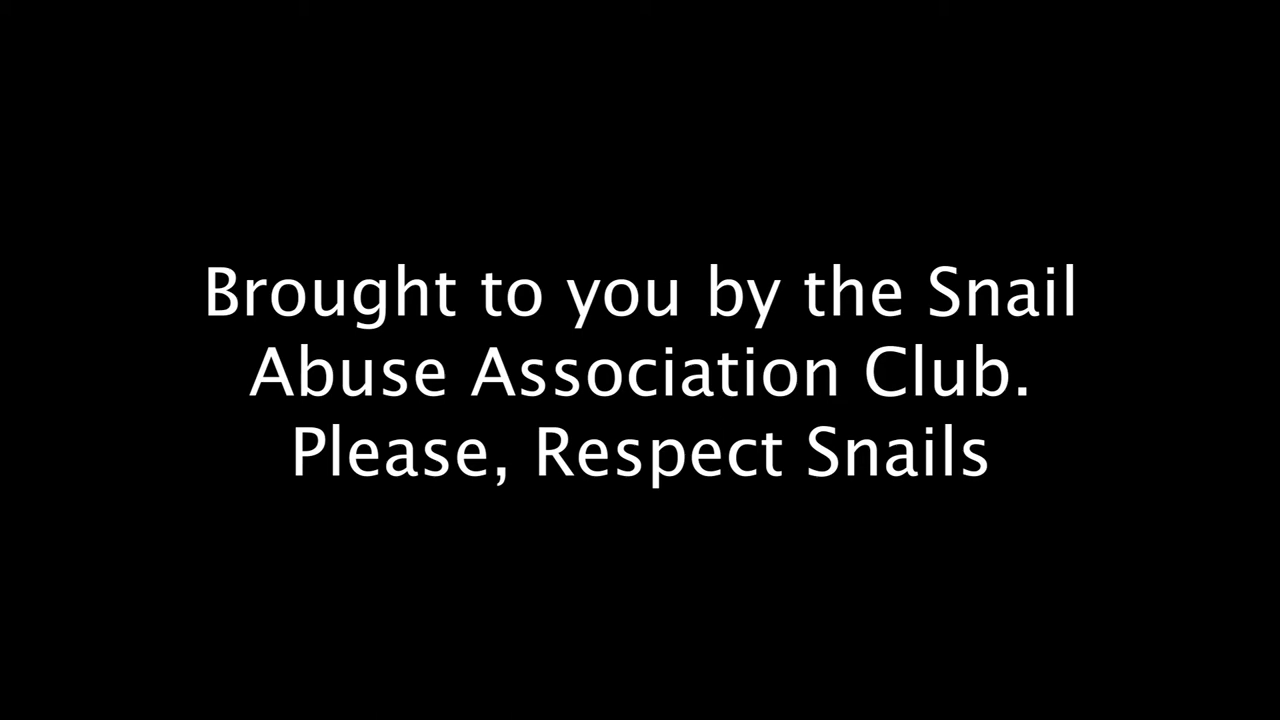 Brought to you by the Snail
Abuse Association Club.
Please, Respect Snails